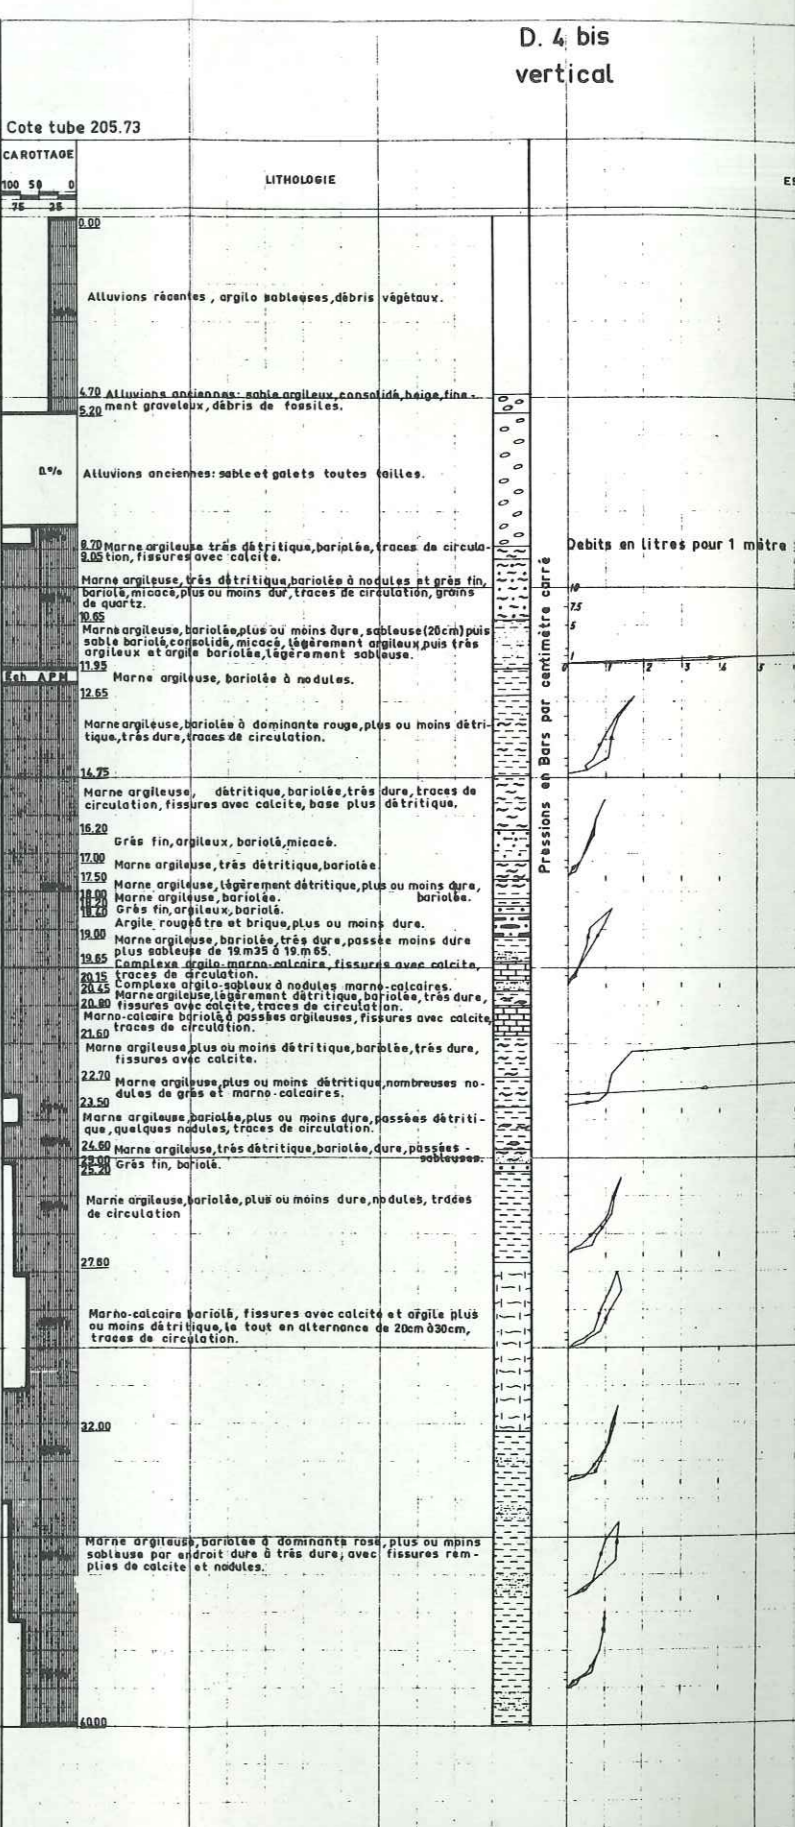 D. 4 bis
vertical
Cote tube 205.73
CAROTTAGE
LITHOLOGIE
100 50 0
75 25
0.00
Alluvions récentes, argilo sableuses, débris végétaux.
4.70 Alluvions anciennes: sable argileux, consolidé, beige, fine-
5.20 ment graveleux, débris de fossiles.
0.%
Alluvions anciennes: sable et galets toutes tailles.
Debits en litres pour 1 mètre
8.70 Marne argileuse très détritique, bariolée, traces de circula-
9.05 tion, fissures avec calcite.
Marne argileuse, très détritique, bariolée à nodules et grès fin,
bariolé, micacé, plus ou moins dur, traces de circulation, grains
de quartz.
10.65
Marne argileuse, bariolée, plus ou moins dure, sableuse (20cm) puis
sable bariolé, consolidé, micacé, légèrement argileux puis très
argileux et argile bariolée, légèrement sableuse.
11.95
Ech APM
Marne argileuse, bariolée à nodules.
12.65
Marne argileuse, bariolée à dominante rouge, plus ou moins détri-
tique, très dure, traces de circulation.
14.75
Marne argileuse, détritique, bariolée, très dure, traces de
circulation, fissures avec calcite, base plus détritique.
16.20
Grès fin, argileux, bariolé, micacé.
17.00
Marne argileuse, très détritique, bariolée
17.50
Marne argileuse, légèrement détritique, plus ou moins dure,
bariolée.
18.00 Marne argileuse, bariolée.
Grès fin, argileux, bariolé.
Argile rougeâtre et brique, plus ou moins dure.
19.00
Marne argileuse, bariolée, très dure, passée moins dure
plus sableuse de 19.m35 à 19.m65.
19.65 Complexe argilo-marno-calcaire, fissures avec calcite,
20.15 traces de circulation.
20.45 Complexe argilo-sableux à nodules marno-calcaires.
Marne argileuse, légèrement détritique, bariolée, très dure,
20.80 fissures avec calcite, traces de circulation.
Marno-calcaire bariolé à passées argileuses, fissures avec calcite,
traces de circulation.
21.60
Marne argileuse, plus ou moins détritique, bariolée, très dure,
fissures avec calcite.
22.70 Marne argileuse, plus ou moins détritique, nombreuses no-
dules de grès et marno-calcaires.
23.50
Marne argileuse, bariolée, plus ou moins dure, passées détriti-
que, quelques nodules, traces de circulation.
24.60 Marne argileuse, très détritique, bariolée, dure, passées -
sableuses.
25.00
25.20 Grès fin, bariolé.
Marne argileuse, bariolée, plus ou moins dure, nodules, traces
de circulation
27.80
Marno-calcaire bariolé, fissures avec calcite et argile plus
ou moins détritique, le tout en alternance de 20cm à 30cm,
traces de circulation.
32.00
Marne argileuse, bariolée à dominante rose, plus ou moins
sableuse par endroit dure à très dure, avec fissures rem-
plies de calcite et nodules.
40.00
Pressions en Bars par centimètre carré
10
7.5
5
1
0 1 2 3 4 5